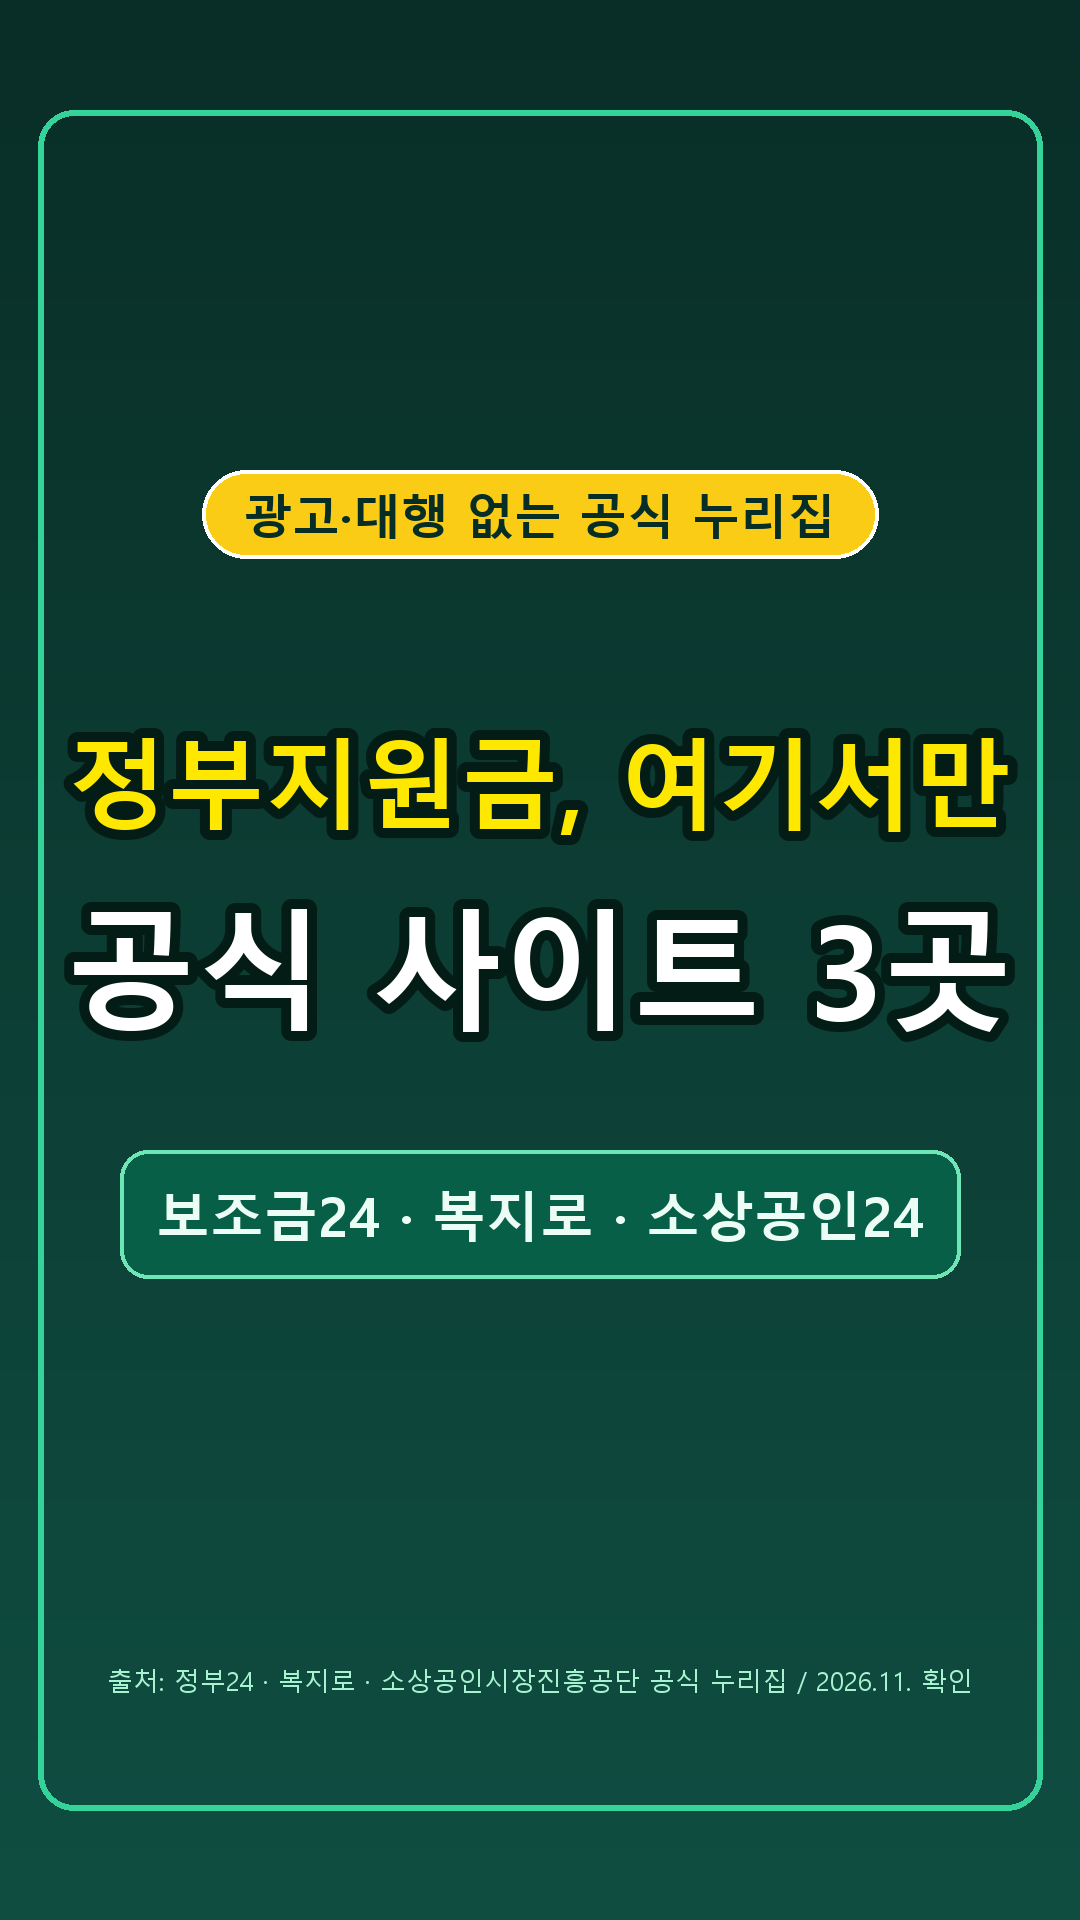 광고·대행 없는 공식 누리집
정부지원금, 여기서만
공식 사이트 3곳
보조금24 · 복지로 · 소상공인24
출처: 정부24 · 복지로 · 소상공인시장진흥공단 공식 누리집 / 2026.11. 확인